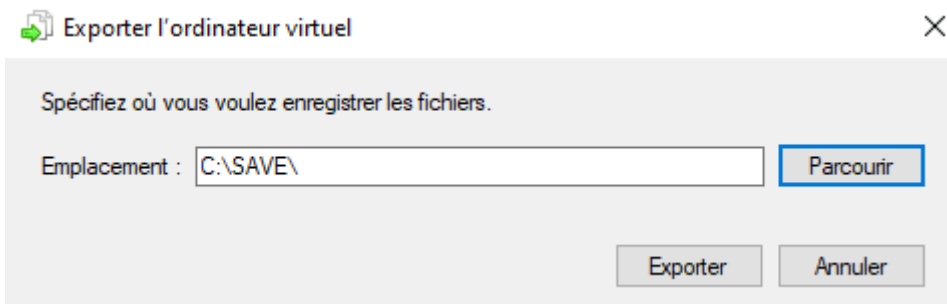 Exporter l'ordinateur virtuel
Spécifiez où vous voulez enregistrer les fichiers.
Emplacement : C:\SAVE\ Parcourir
Exporter Annuler